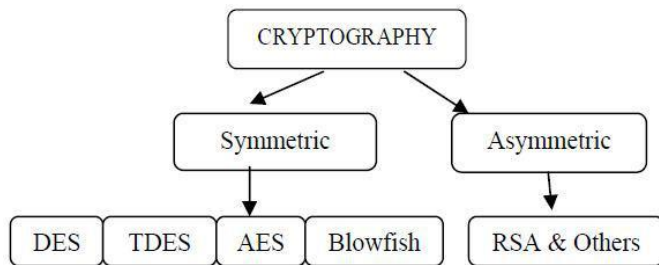 CRYPTOGRAPHY
Symmetric Asymmetric
DES TDES AES Blowfish RSA & Others